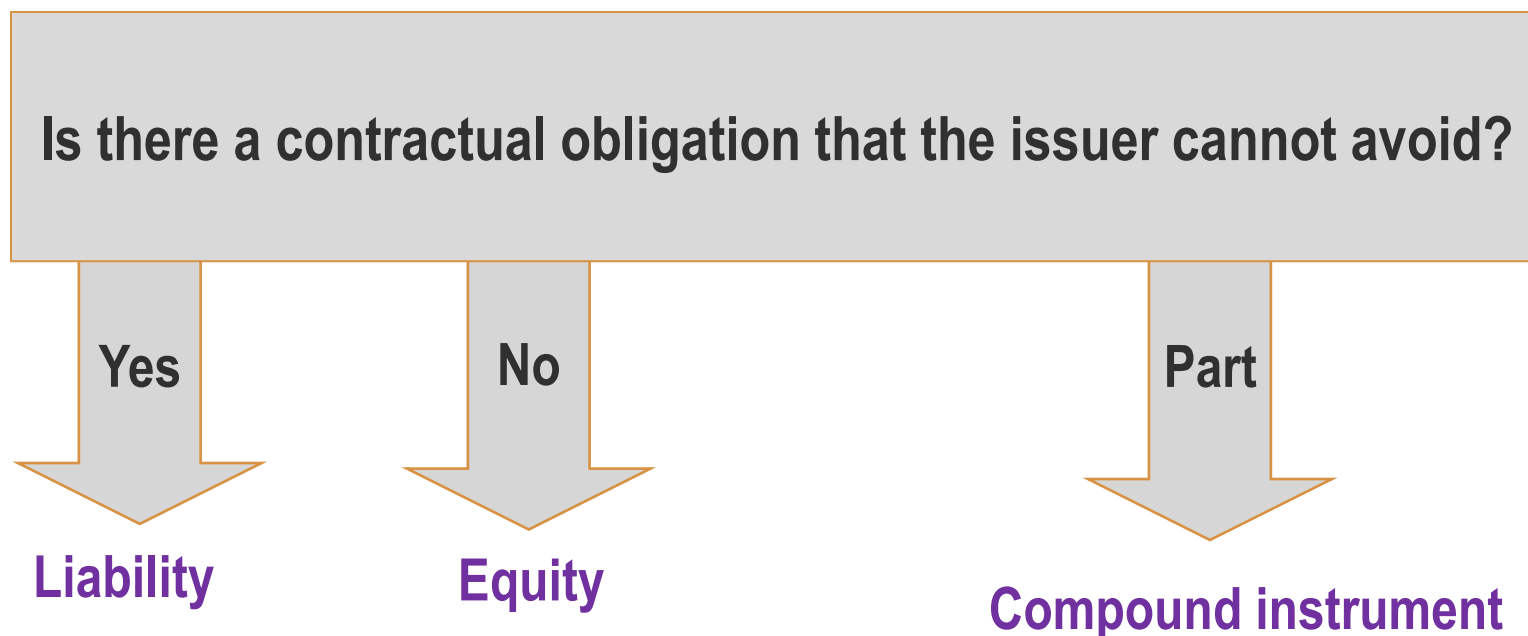 Is there a contractual obligation that the issuer cannot avoid?
Yes
No
Part
Liability
Equity
Compound instrument